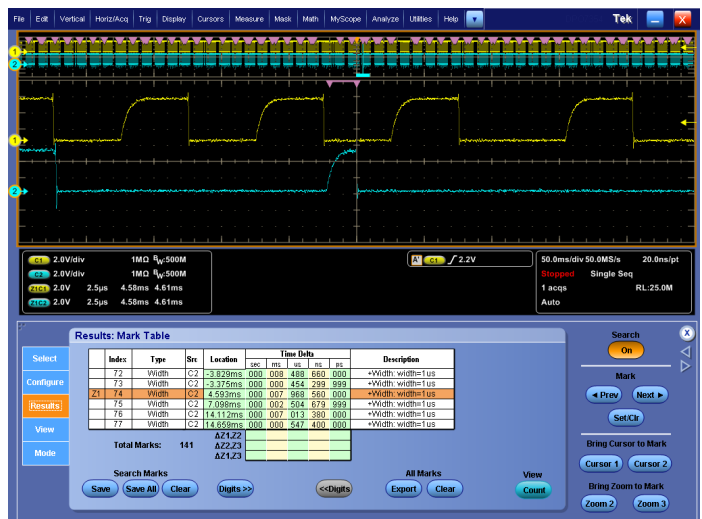 File Edit Vertical Horiz/Acq Trig Display Cursors Measure Mask Math MyScope Analyze Utilities Help Tek X
1
2
1
2
C1 2.0V/div 1MΩ BW:500M
C2 2.0V/div 1MΩ BW:500M
Z1C1 2.0V 2.5µs 4.58ms 4.61ms
Z1C2 2.0V 2.5µs 4.58ms 4.61ms
A' C1 / 2.2V
50.0ms/div 50.0MS/s 20.0ns/pt
Stopped Single Seq
1 acqs RL:25.0M
Auto
Results: Mark Table
Select
Configure
Results
View
Mode
Index Type Src Location Time Delta Description
sec ms us ns ps
72 Width C2 -3.829ms 000 008 488 660 000 +Width: width=1us
73 Width C2 -3.375ms 000 000 454 299 999 +Width: width=1us
Z1 74 Width C2 4.593ms 000 007 968 560 000 +Width: width=1us
75 Width C2 7.098ms 000 002 504 679 999 +Width: width=1us
76 Width C2 14.112ms 000 007 013 380 000 +Width: width=1us
77 Width C2 14.659ms 000 000 547 400 000 +Width: width=1us
Total Marks: 141
ΔZ1,Z2
ΔZ2,Z3
ΔZ1,Z3
Search Marks
Save Save All Clear Digits >> <<Digits
All Marks
Export Clear
View
Count
Search
On
X
Mark
◄ Prev Next ►
Set/Clr
Bring Cursor to Mark
Cursor 1 Cursor 2
Bring Zoom to Mark
Zoom 2 Zoom 3